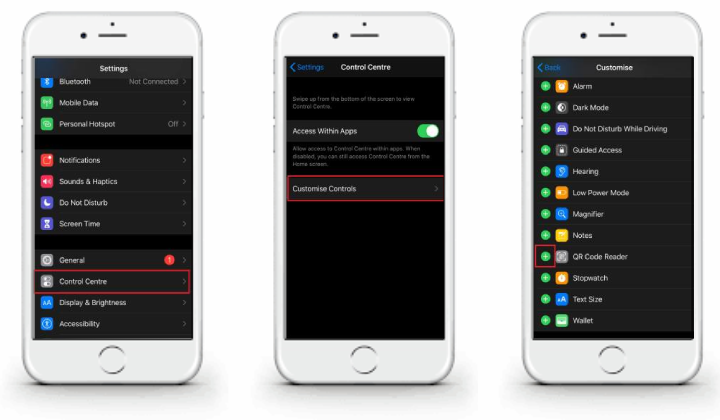 Settings
Bluetooth Not Connected
Mobile Data
Personal Hotspot Off
Notifications
Sounds & Haptics
Do Not Disturb
Screen Time
General 1
Control Centre
AA Display & Brightness
Accessibility
Settings Control Centre
Swipe up from the bottom of the screen to view
Control Centre.
Access Within Apps
Allow access to Control Centre within apps. When
disabled, you can still access Control Centre from the
Home screen.
Customise Controls
Back Customise
Alarm
Dark Mode
Do Not Disturb While Driving
Guided Access
Hearing
Low Power Mode
Magnifier
Notes
QR Code Reader
Stopwatch
AA Text Size
Wallet